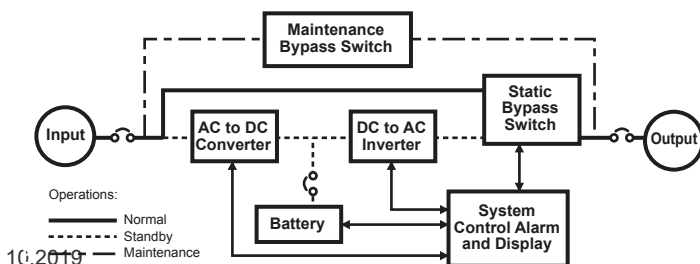 Maintenance
Bypass Switch
Static
Bypass
Switch
Input
AC to DC
Converter
DC to AC
Inverter
Output
Operations:
Normal
Standby
Maintenance
Battery
System
Control Alarm
and Display
10.2019